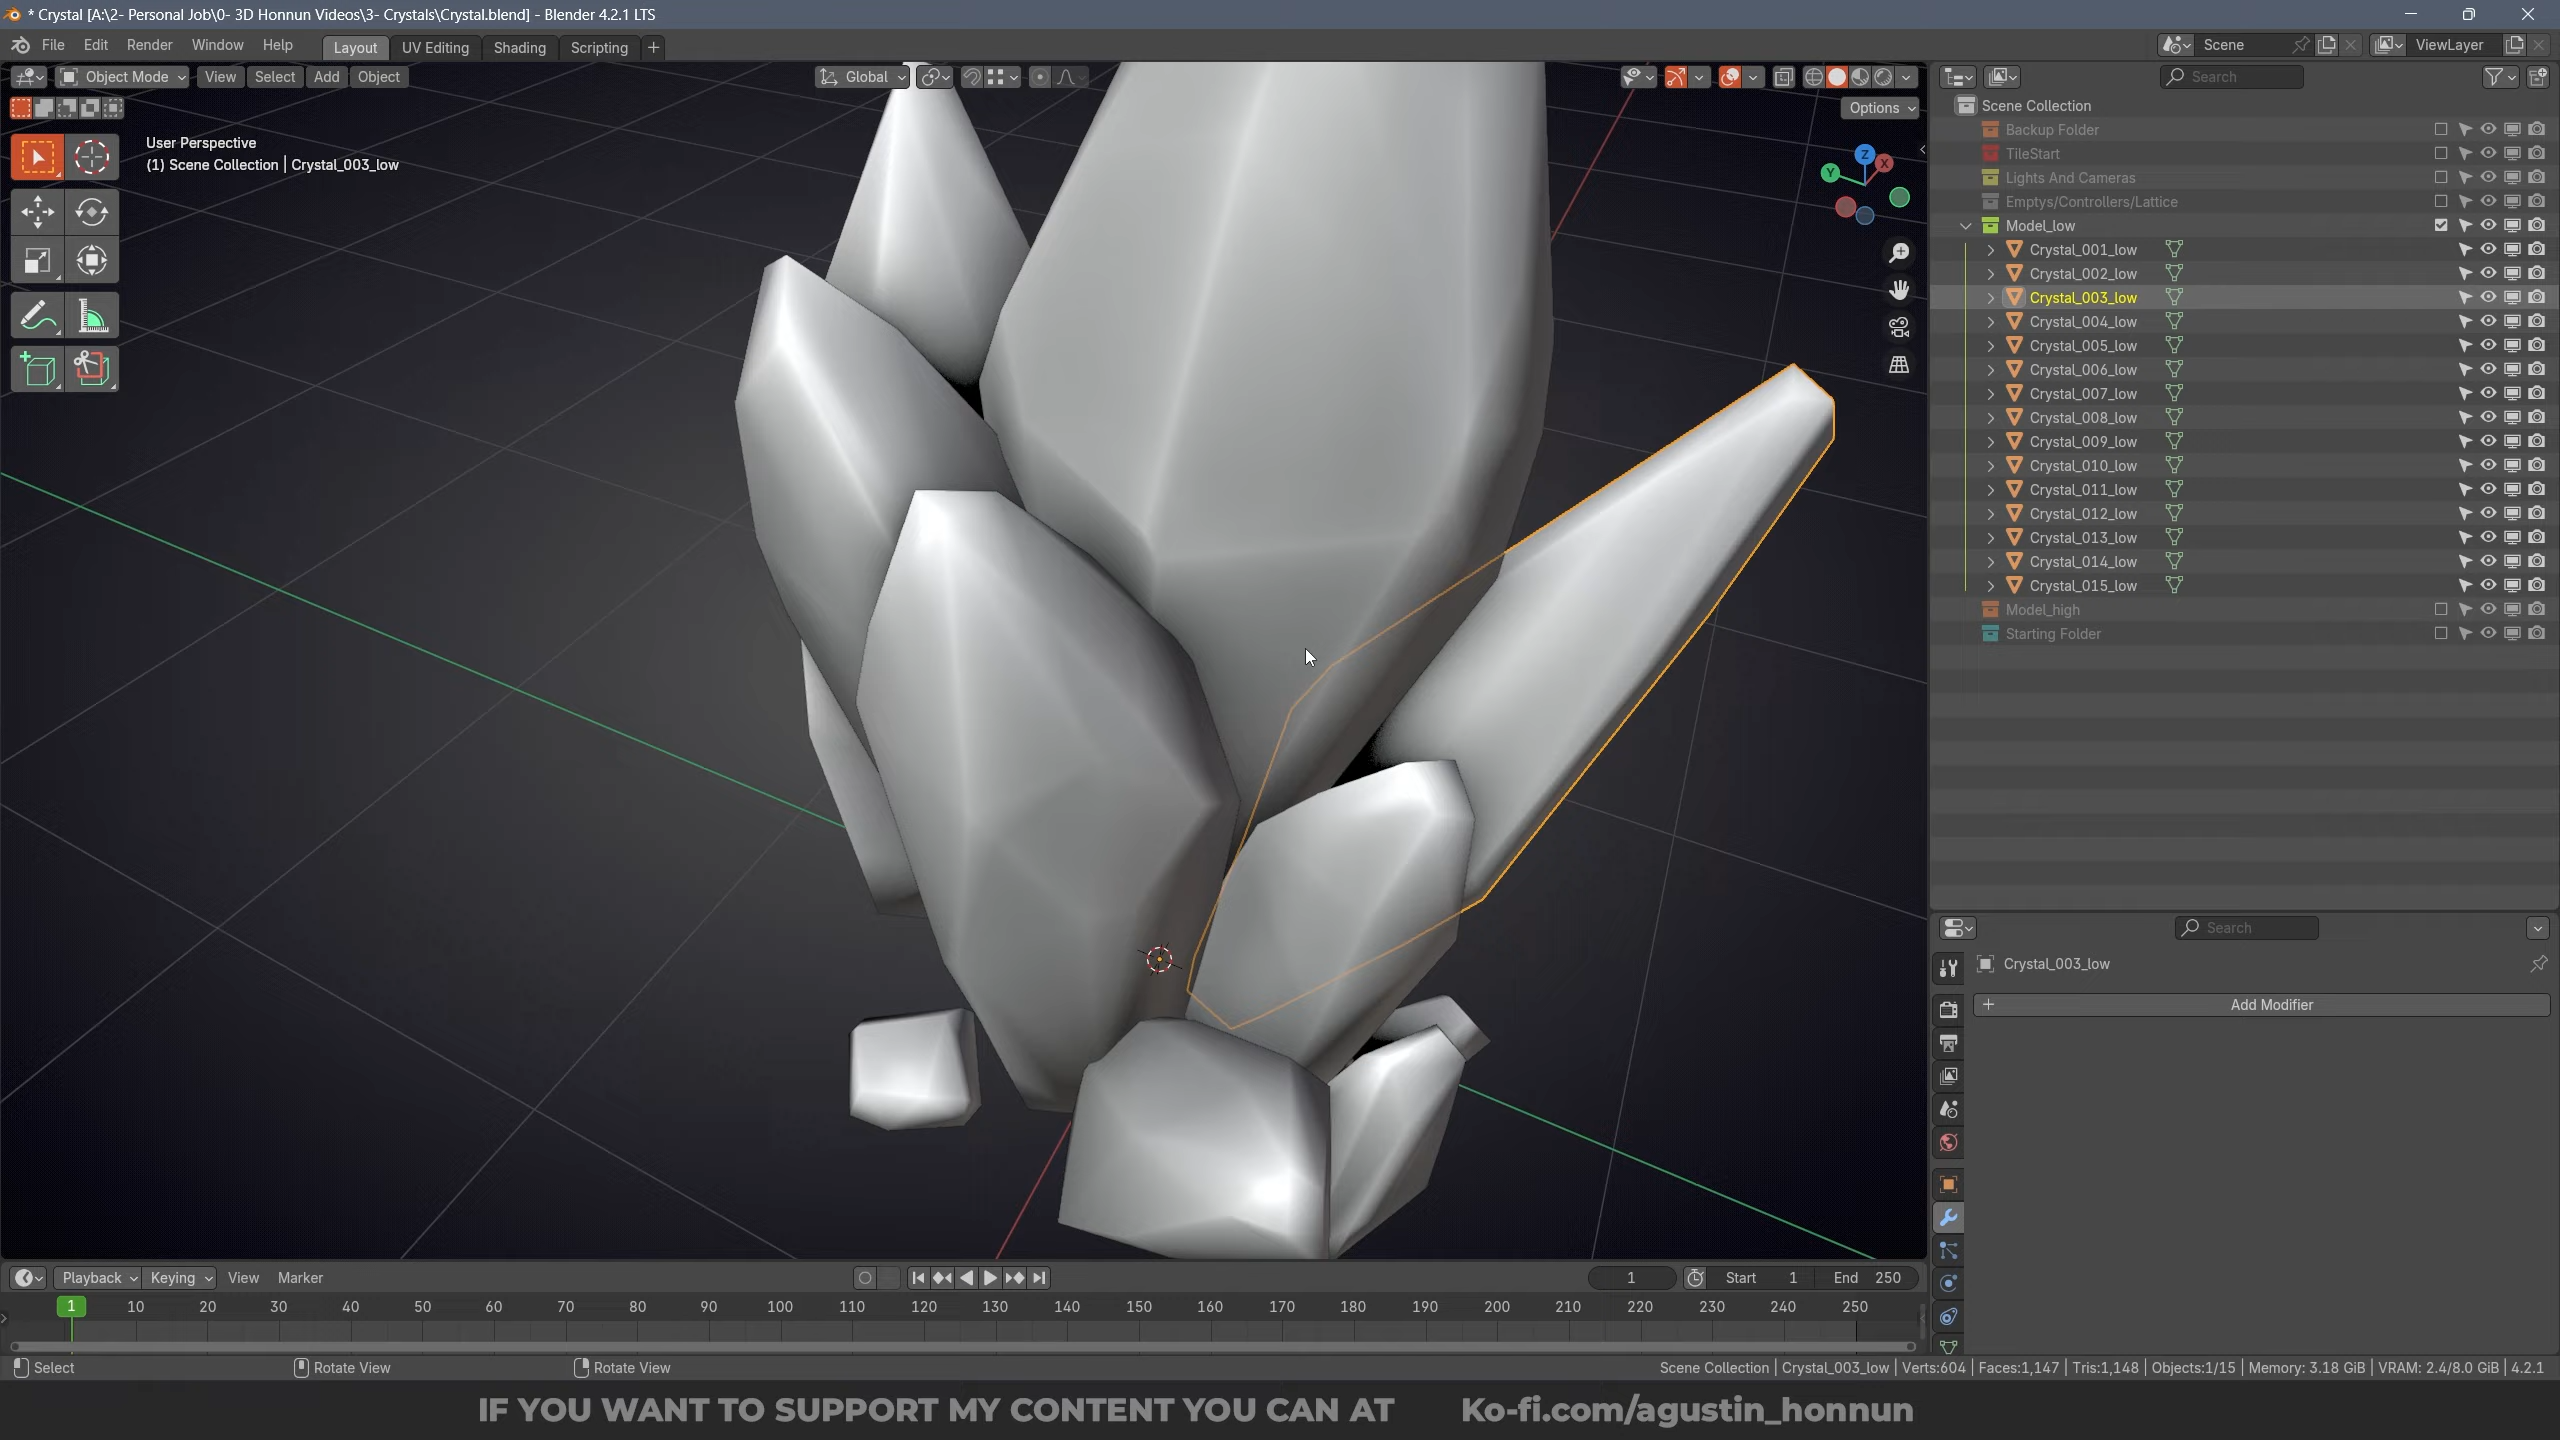 * Crystal [A:\2- Personal Job\0- 3D Honnun Videos\3- Crystals\Crystal.blend] - Blender 4.2.1 LTS
File Edit Render Window Help Layout UV Editing Shading Scripting + Scene ViewLayer
Object Mode View Select Add Object Global Search
Options
User Perspective
(1) Scene Collection | Crystal_003_low
Z
X
Y
Scene Collection
Backup Folder
TileStart
Lights And Cameras
Emptys/Controllers/Lattice
Model_low
Crystal_001_low
Crystal_002_low
Crystal_003_low
Crystal_004_low
Crystal_005_low
Crystal_006_low
Crystal_007_low
Crystal_008_low
Crystal_009_low
Crystal_010_low
Crystal_011_low
Crystal_012_low
Crystal_013_low
Crystal_014_low
Crystal_015_low
Model_high
Starting Folder
Search
Crystal_003_low
+ Add Modifier
Playback Keying View Marker 1 Start 1 End 250
1 10 20 30 40 50 60 70 80 90 100 110 120 130 140 150 160 170 180 190 200 210 220 230 240 250
Select Rotate View Rotate View Scene Collection | Crystal_003_low | Verts:604 | Faces:1,147 | Tris:1,148 | Objects:1/15 | Memory: 3.18 GiB | VRAM: 2.4/8.0 GiB | 4.2.1
IF YOU WANT TO SUPPORT MY CONTENT YOU CAN AT Ko-fi.com/agustin_honnun